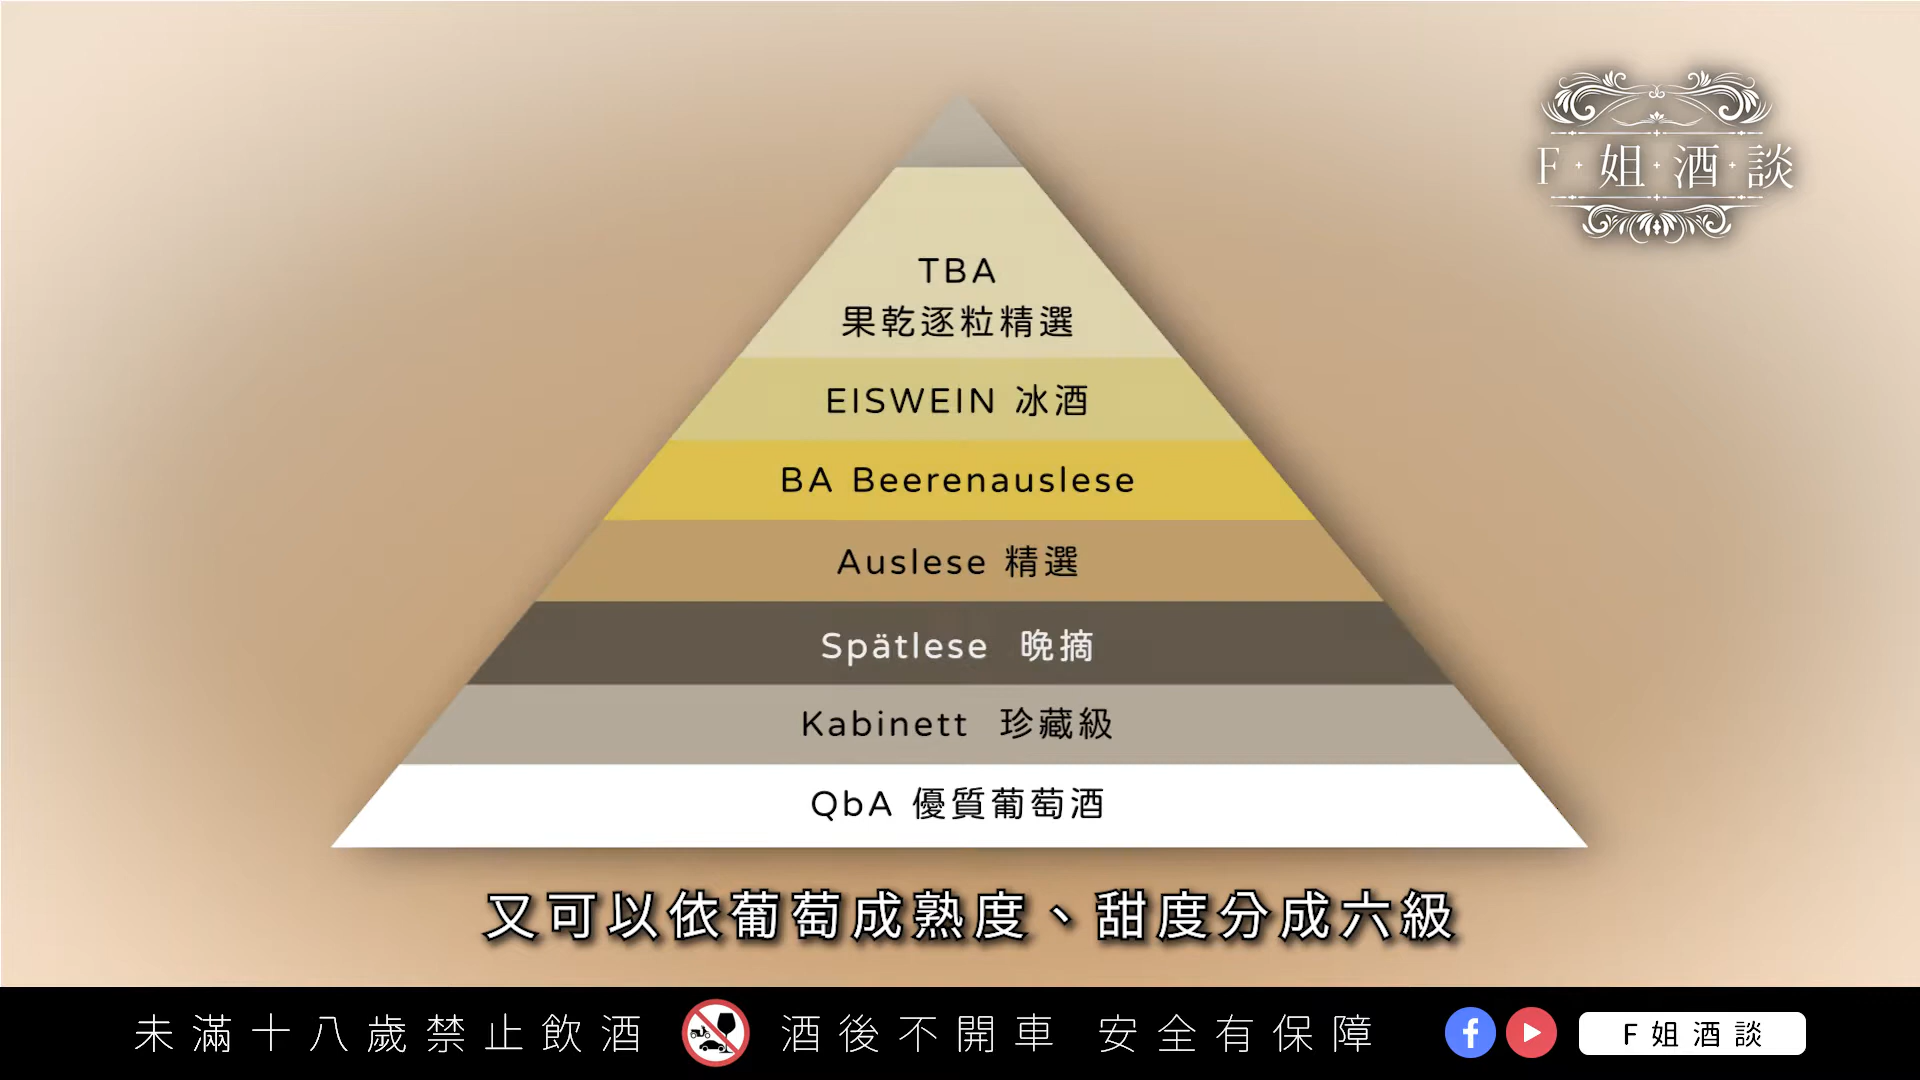 F·姐·酒·談
TBA
果乾逐粒精選
EISWEIN 冰酒
BA Beerenauslese
Auslese 精選
Spätlese 晚摘
Kabinett 珍藏級
QbA 優質葡萄酒
又可以依葡萄成熟度、甜度分成六級
未滿十八歲禁止飲酒 酒後不開車 安全有保障 F姐酒談